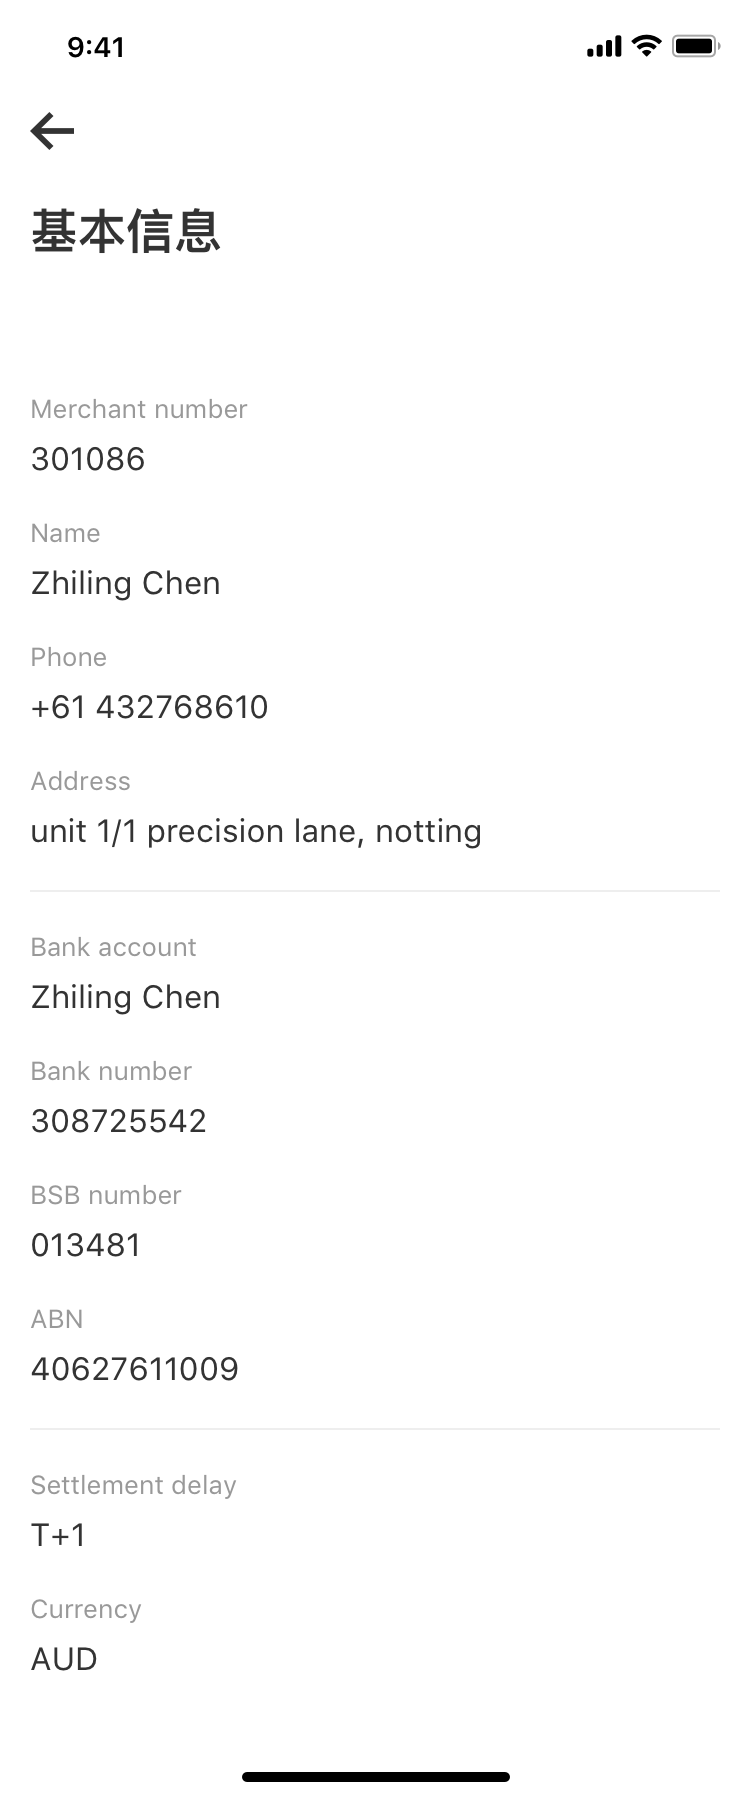 9:41
基本信息
Merchant number
301086
Name
Zhiling Chen
Phone
+61 432768610
Address
unit 1/1 precision lane, notting
Bank account
Zhiling Chen
Bank number
308725542
BSB number
013481
ABN
40627611009
Settlement delay
T+1
Currency
AUD